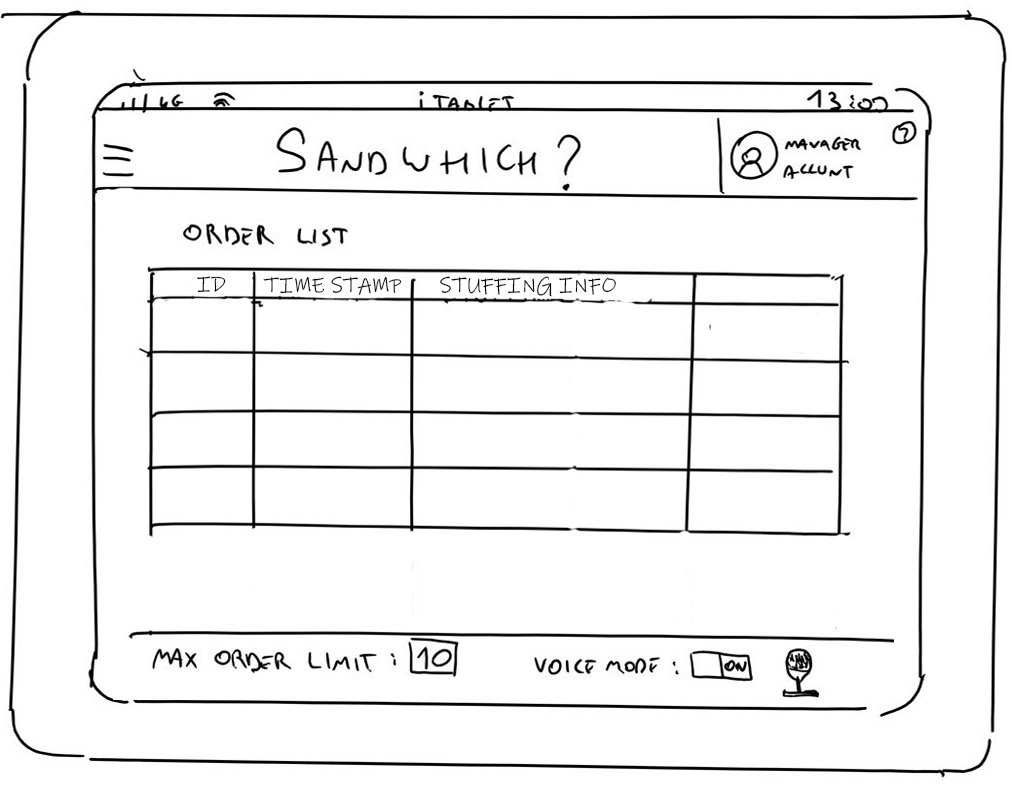 4G
iTABLET
13:00
SANDWHICH?
MANAGER
ACCUNT
?
ORDER LIST
ID
TIME STAMP
STUFFING INFO
MAX ORDER LIMIT: 10
VOICE MODE: ON